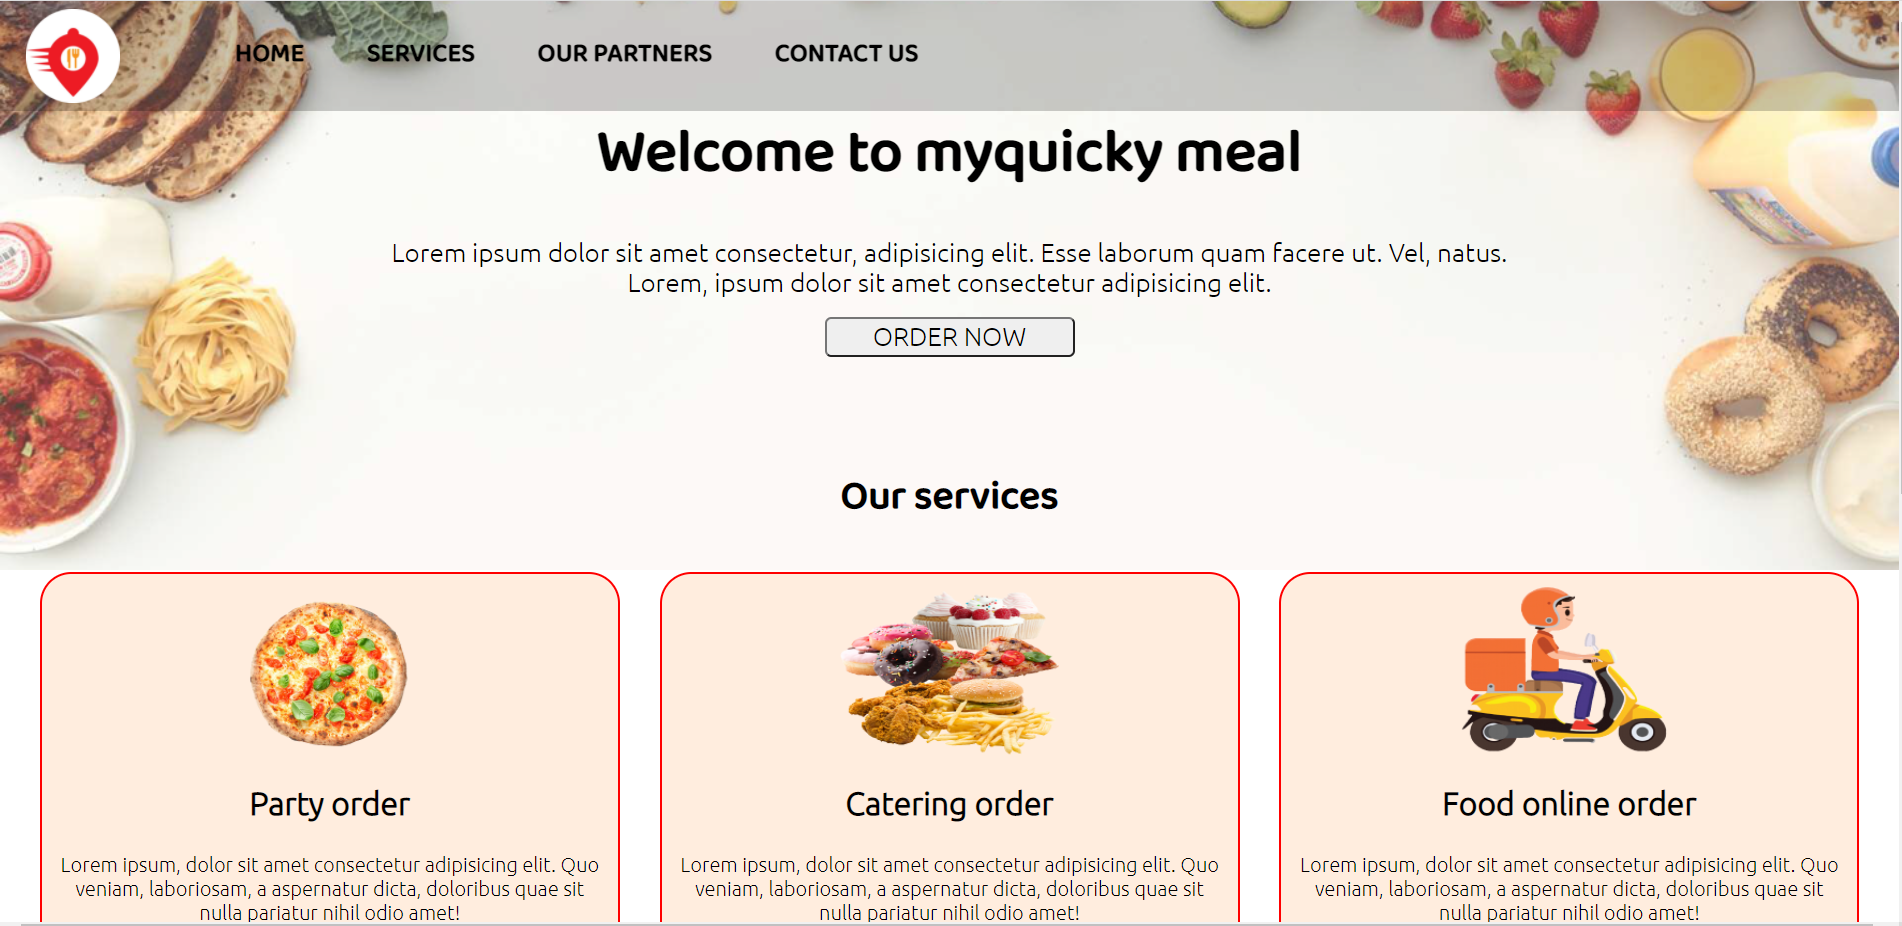 HOME SERVICES OUR PARTNERS CONTACT US
Welcome to myquicky meal
Lorem ipsum dolor sit amet consectetur, adipisicing elit. Esse laborum quam facere ut. Vel, natus.
Lorem, ipsum dolor sit amet consectetur adipisicing elit.
ORDER NOW
Our services
Party order
Lorem ipsum, dolor sit amet consectetur adipisicing elit. Quo
veniam, laboriosam, a aspernatur dicta, doloribus quae sit
nulla pariatur nihil odio amet!
Catering order
Lorem ipsum, dolor sit amet consectetur adipisicing elit. Quo
veniam, laboriosam, a aspernatur dicta, doloribus quae sit
nulla pariatur nihil odio amet!
Food online order
Lorem ipsum, dolor sit amet consectetur adipisicing elit. Quo
veniam, laboriosam, a aspernatur dicta, doloribus quae sit
nulla pariatur nihil odio amet!